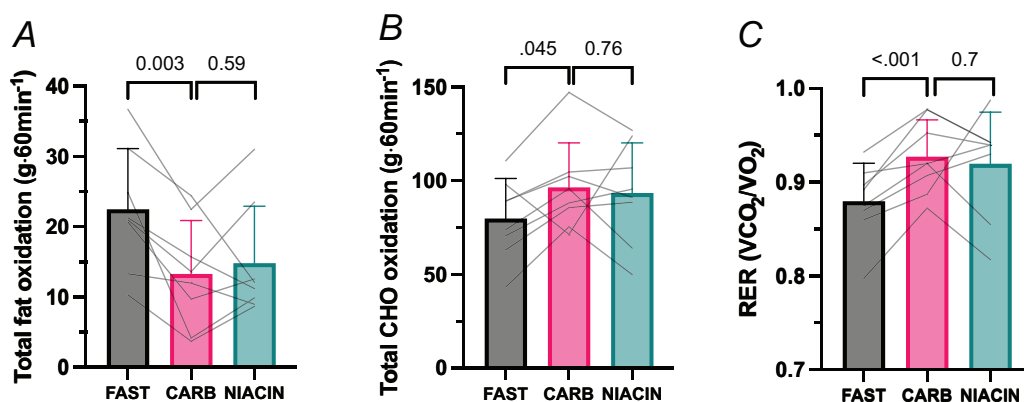 A
0.003
0.59
Total fat oxidation (g·60min⁻¹)
40
30
20
10
0
FAST CARB NIACIN
B
.045
0.76
Total CHO oxidation (g·60min⁻¹)
150
100
50
0
FAST CARB NIACIN
C
<.001
0.7
RER (VCO₂/VO₂)
1.0
0.9
0.8
0.7
FAST CARB NIACIN